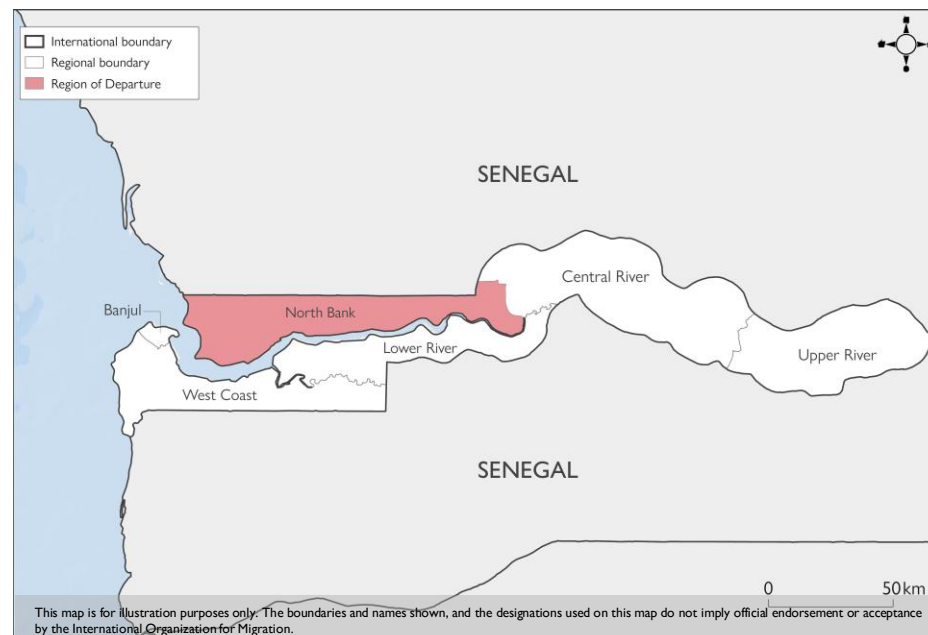 International boundary
Regional boundary
Region of Departure
SENEGAL
Central River
Banjul
North Bank
Lower River
Upper River
West Coast
SENEGAL
0 50 km
This map is for illustration purposes only. The boundaries and names shown, and the designations used on this map do not imply official endorsement or acceptance
by the International Organization for Migration.